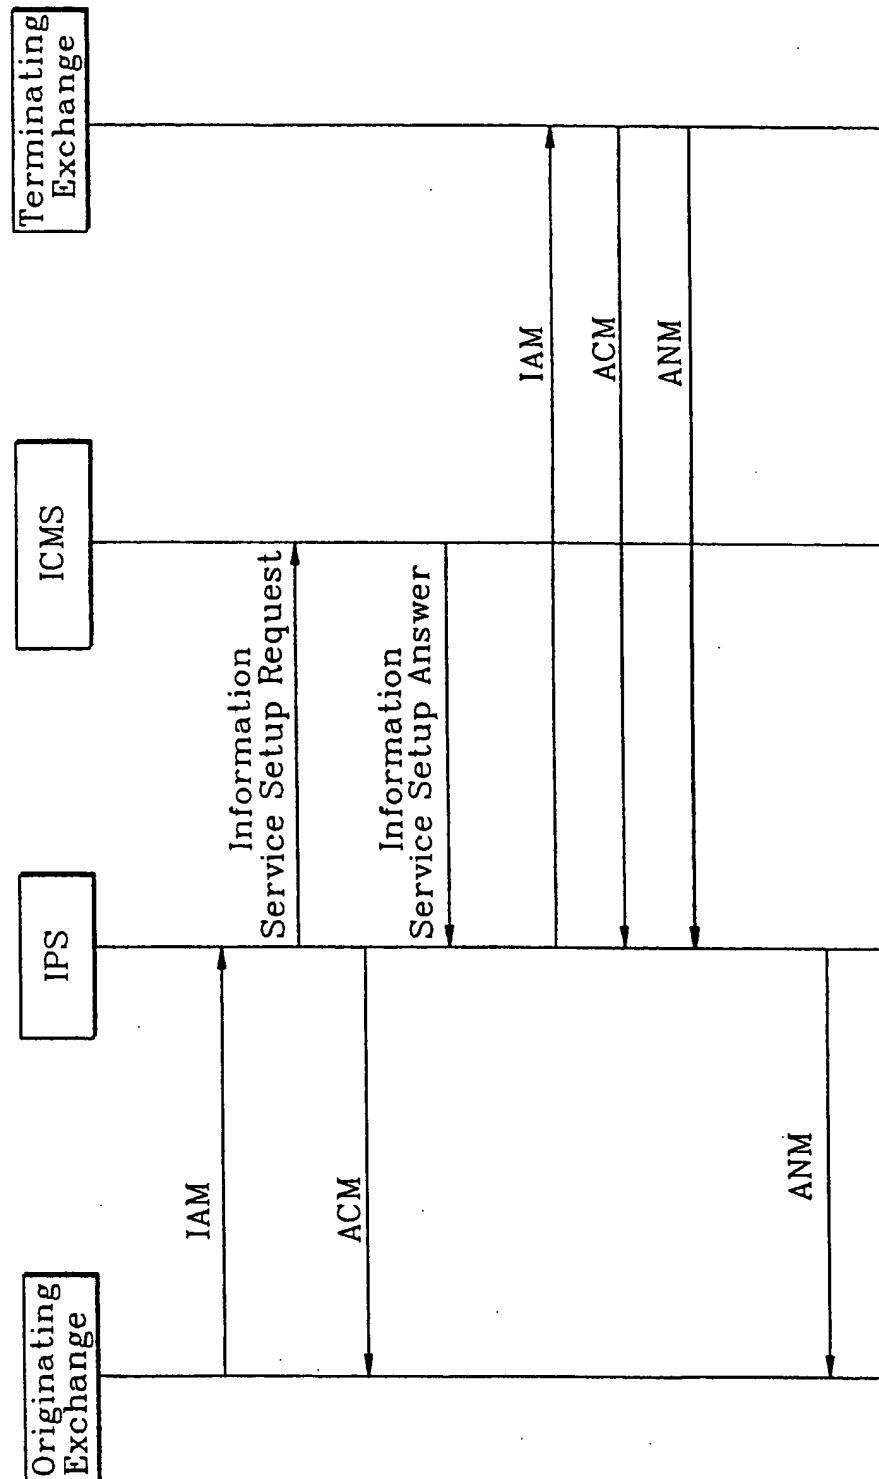 Originating
Exchange
IPS
ICMS
Terminating
Exchange
IAM
Information
Service Setup Request
ACM
Information
Service Setup Answer
IAM
ACM
ANM
ANM